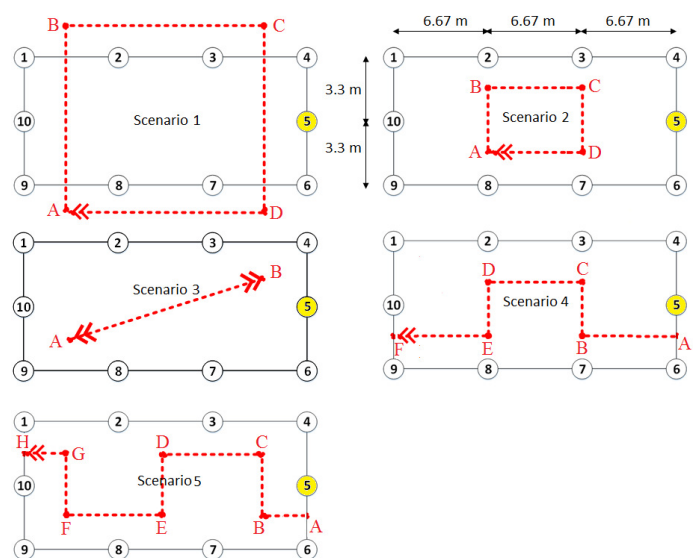 6.67 m 6.67 m 6.67 m
B C
1 2 3 4
10 Scenario 1 5
9 8 7 6
A D
1 2 3 4
3.3 m
B C
10 Scenario 2 5
3.3 m
A D
9 8 7 6
1 2 3 4
B
Scenario 3
10 5
A
9 8 7 6
1 2 3 4
D C
10 Scenario 4 5
F E B A
9 8 7 6
1 2 3 4
H G D C
10 Scenario 5 5
F E B A
9 8 7 6